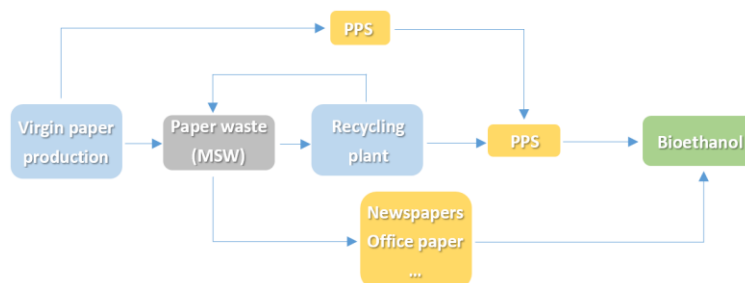 PPS
Virgin paper
production
Paper waste
(MSW)
Recycling
plant
PPS
Bioethanol
Newspapers
Office paper
...